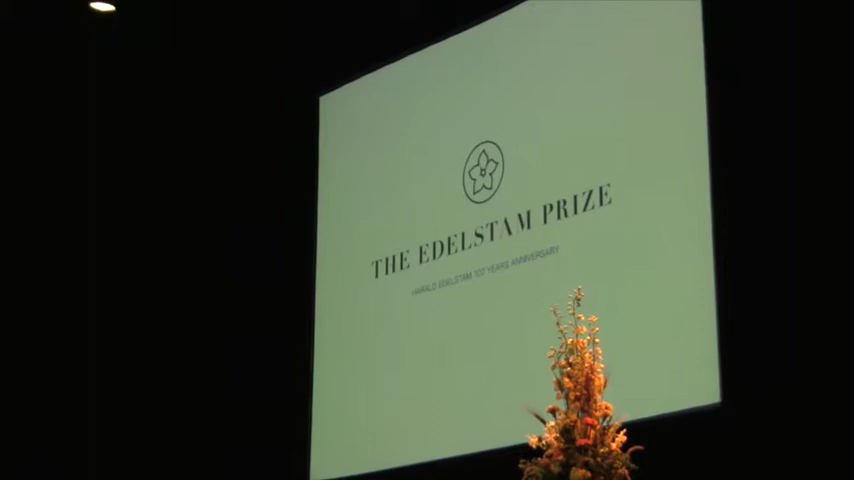 THE EDELSTAM PRIZE
HARALD EDELSTAM 100 YEARS ANNIVERSARY